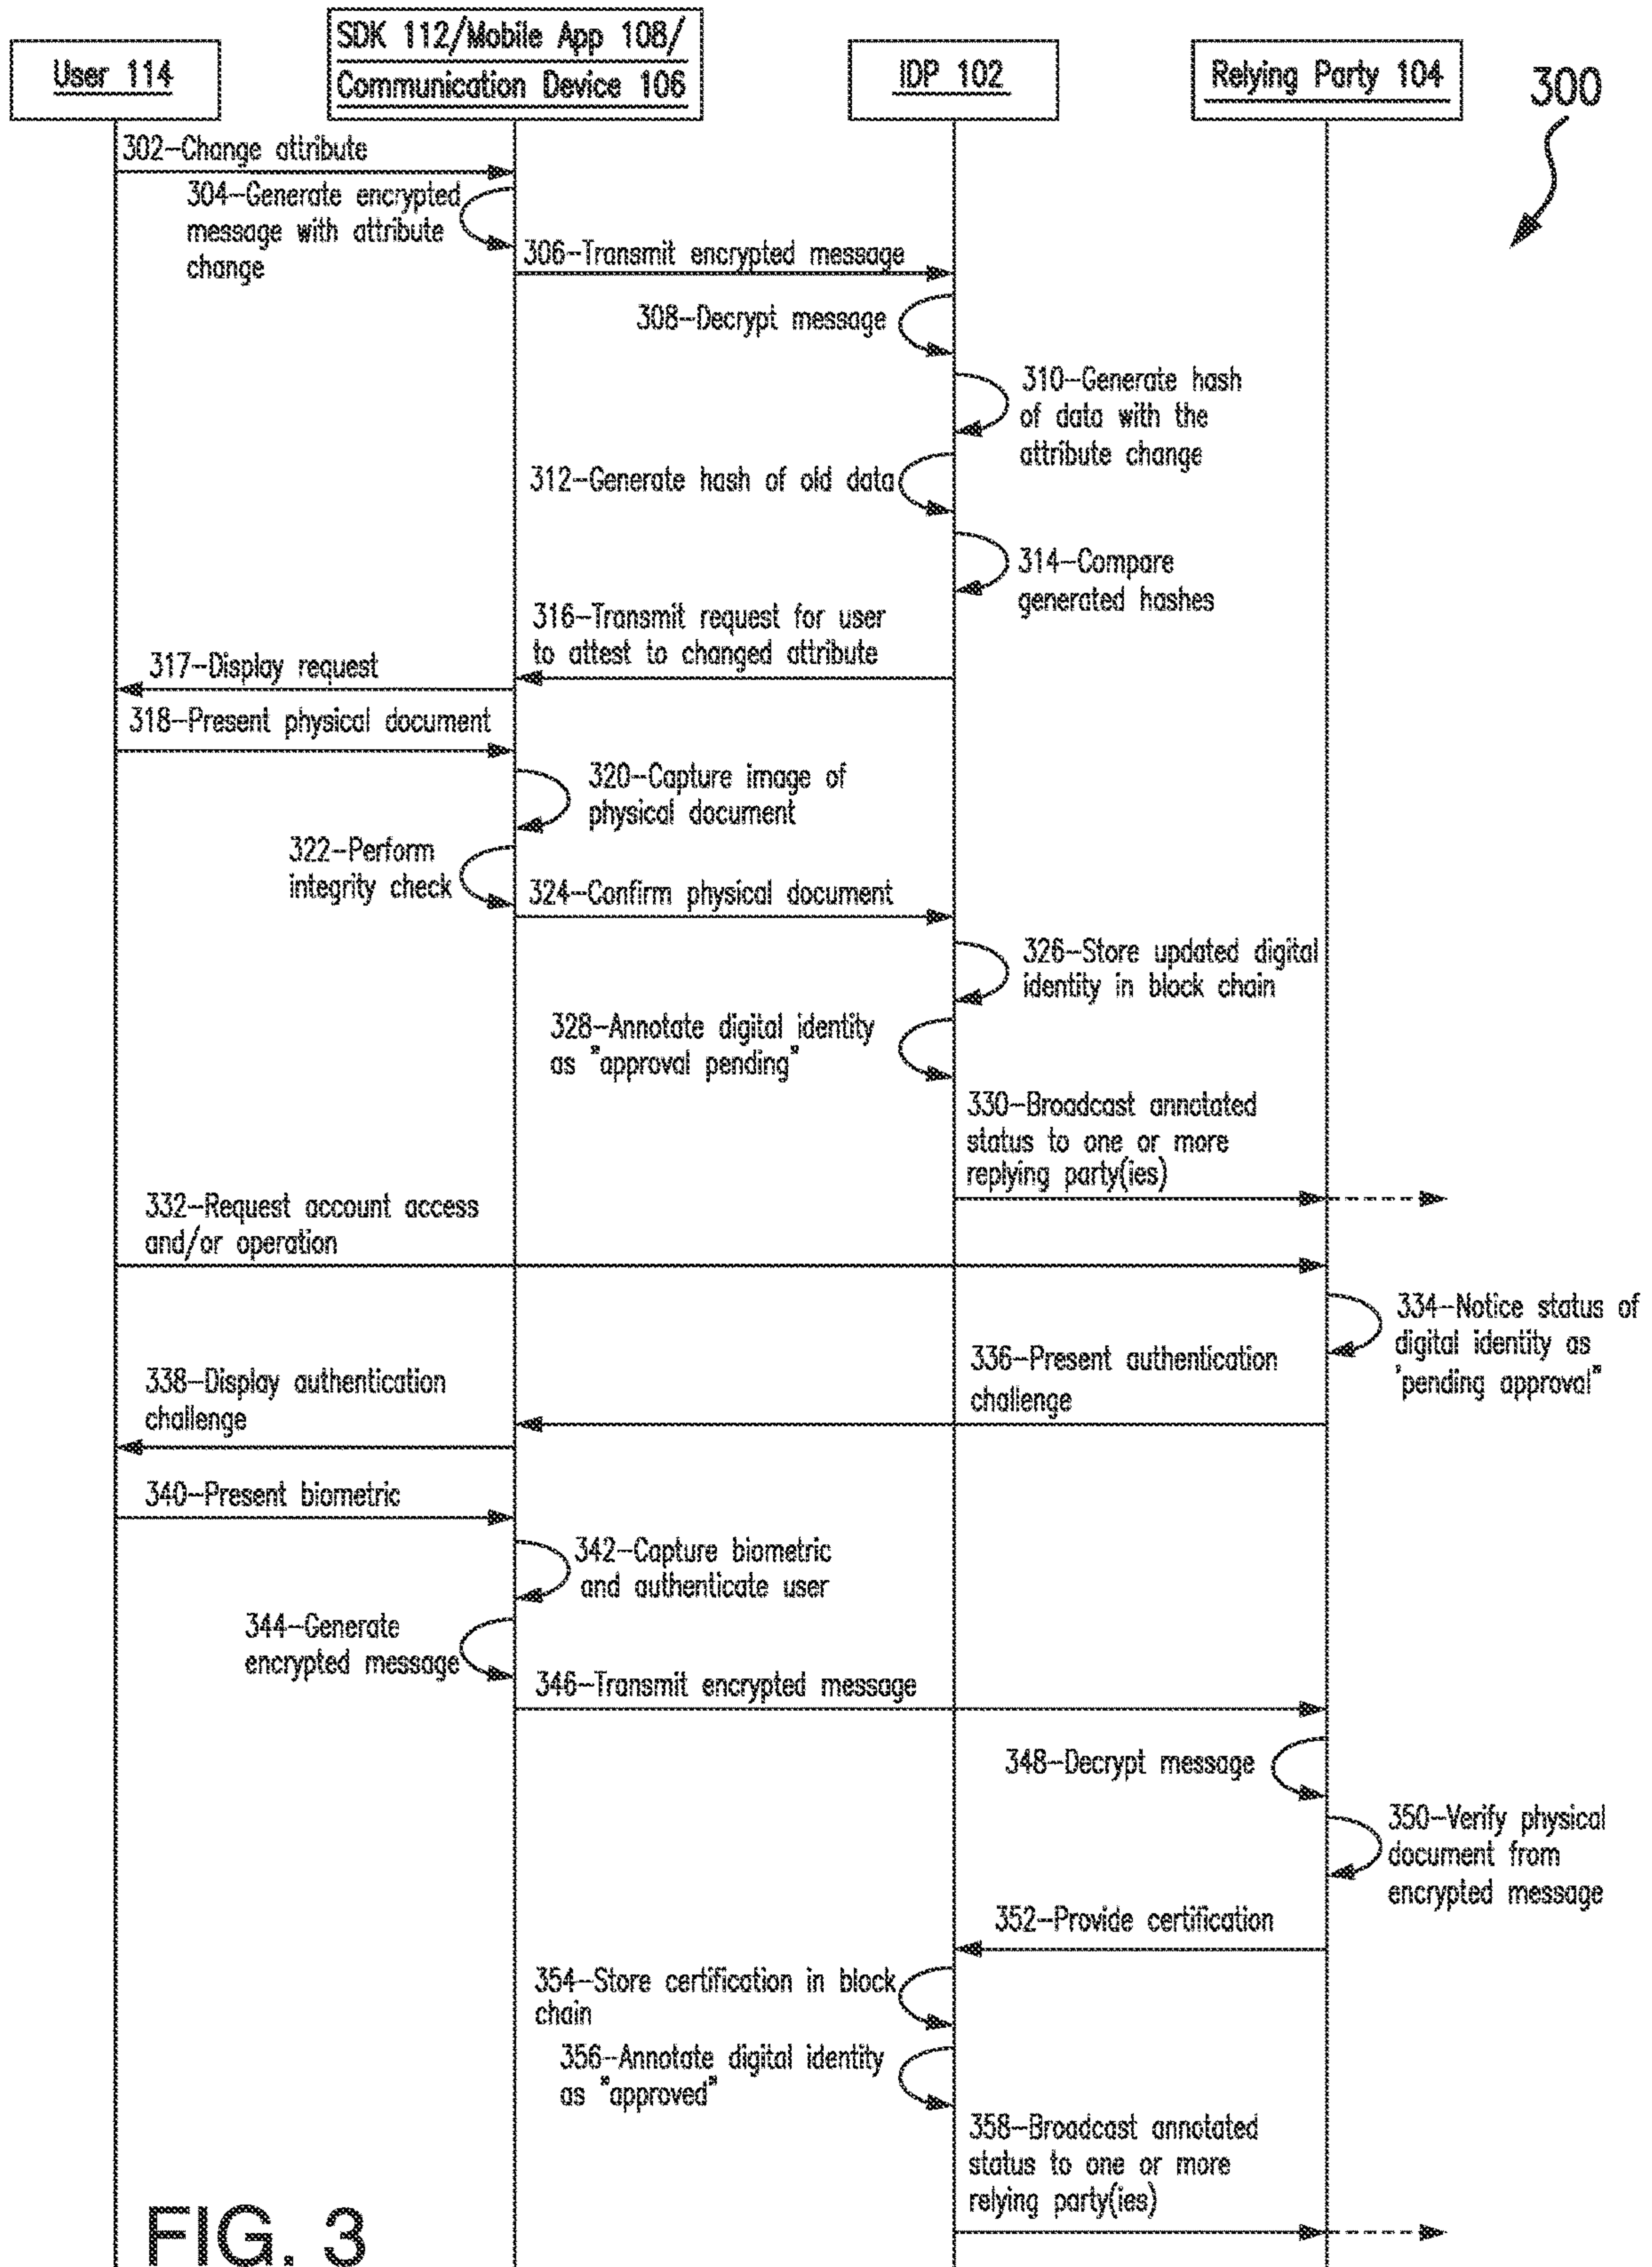 User 114
SDK 112/Mobile App 108/
Communication Device 106
IDP 102
Relying Party 104
300
302–Change attribute
304–Generate encrypted
message with attribute
change
306–Transmit encrypted message
308–Decrypt message
310–Generate hash
of data with the
attribute change
312–Generate hash of old data
314–Compare
generated hashes
316–Transmit request for user
to attest to changed attribute
317–Display request
318–Present physical document
320–Capture image of
physical document
322–Perform
integrity check
324–Confirm physical document
326–Store updated digital
identity in block chain
328–Annotate digital identity
as "approval pending"
330–Broadcast annotated
status to one or more
replying party(ies)
332–Request account access
and/or operation
334–Notice status of
digital identity as
'pending approval"
336–Present authentication
challenge
338–Display authentication
challenge
340–Present biometric
342–Capture biometric
and authenticate user
344–Generate
encrypted message
346–Transmit encrypted message
348–Decrypt message
350–Verify physical
document from
encrypted message
352–Provide certification
354–Store certification in block
chain
356–Annotate digital identity
as "approved"
358–Broadcast annotated
status to one or more
relying party(ies)
FIG. 3